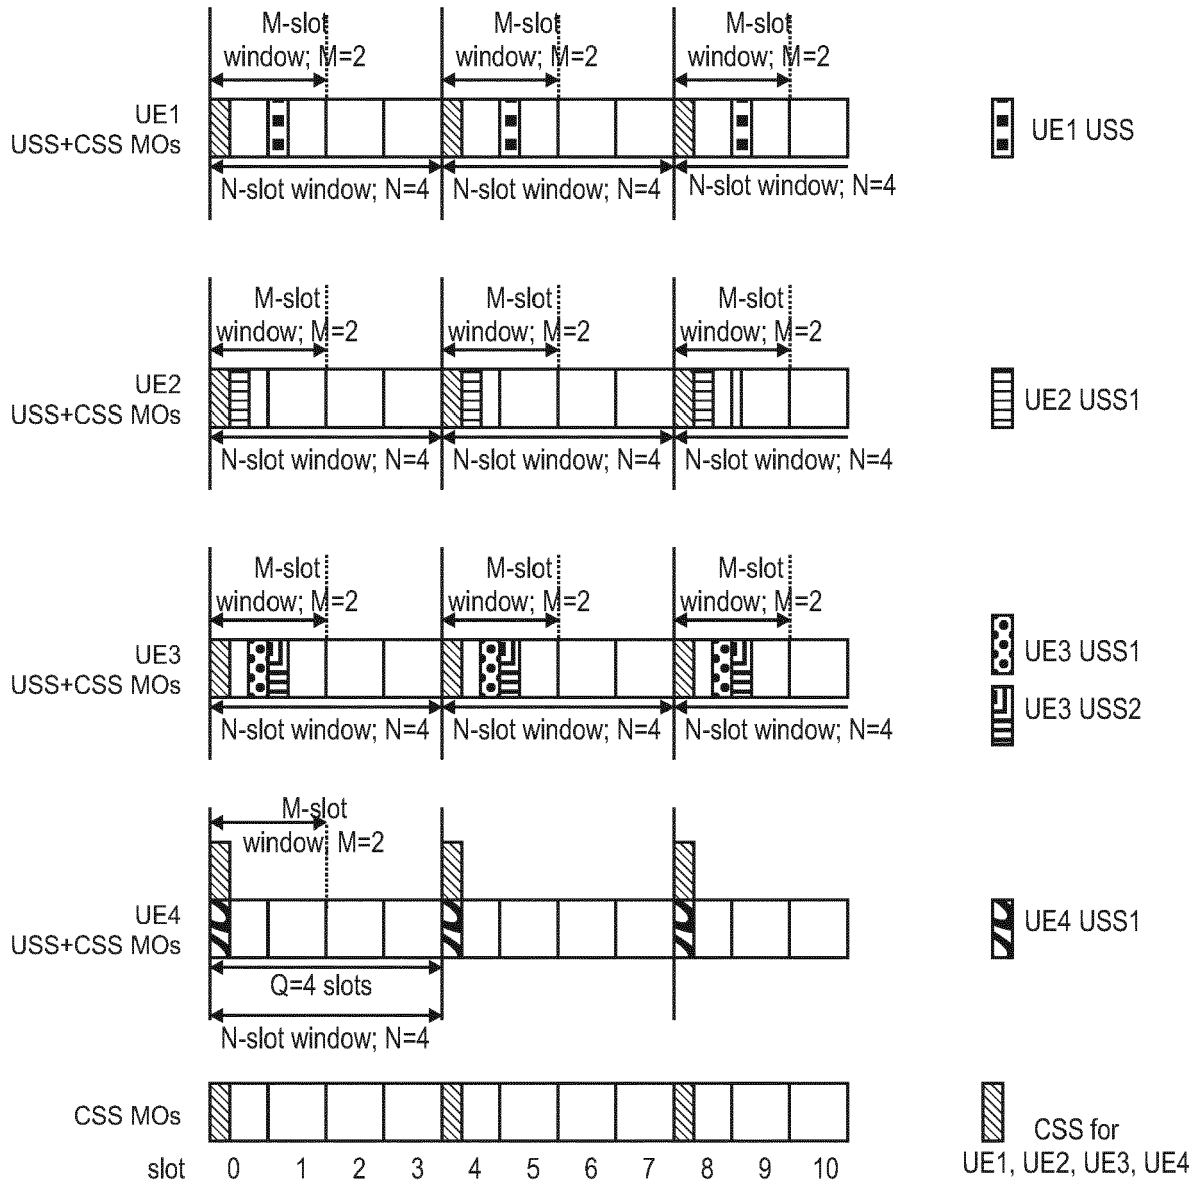 M-slot M-slot M-slot
window; M=2 window; M=2 window; M=2
UE1
USS+CSS MOs
UE1 USS
N-slot window; N=4 N-slot window; N=4 N-slot window; N=4
M-slot M-slot M-slot
window; M=2 window; M=2 window; M=2
UE2
USS+CSS MOs
UE2 USS1
N-slot window; N=4 N-slot window; N=4 N-slot window; N=4
M-slot M-slot M-slot
window; M=2 window; M=2 window; M=2
UE3
USS+CSS MOs
UE3 USS1
UE3 USS2
N-slot window; N=4 N-slot window; N=4 N-slot window; N=4
M-slot
window M=2
UE4
USS+CSS MOs
UE4 USS1
Q=4 slots
N-slot window; N=4
CSS MOs
CSS for
UE1, UE2, UE3, UE4
slot 0 1 2 3 4 5 6 7 8 9 10